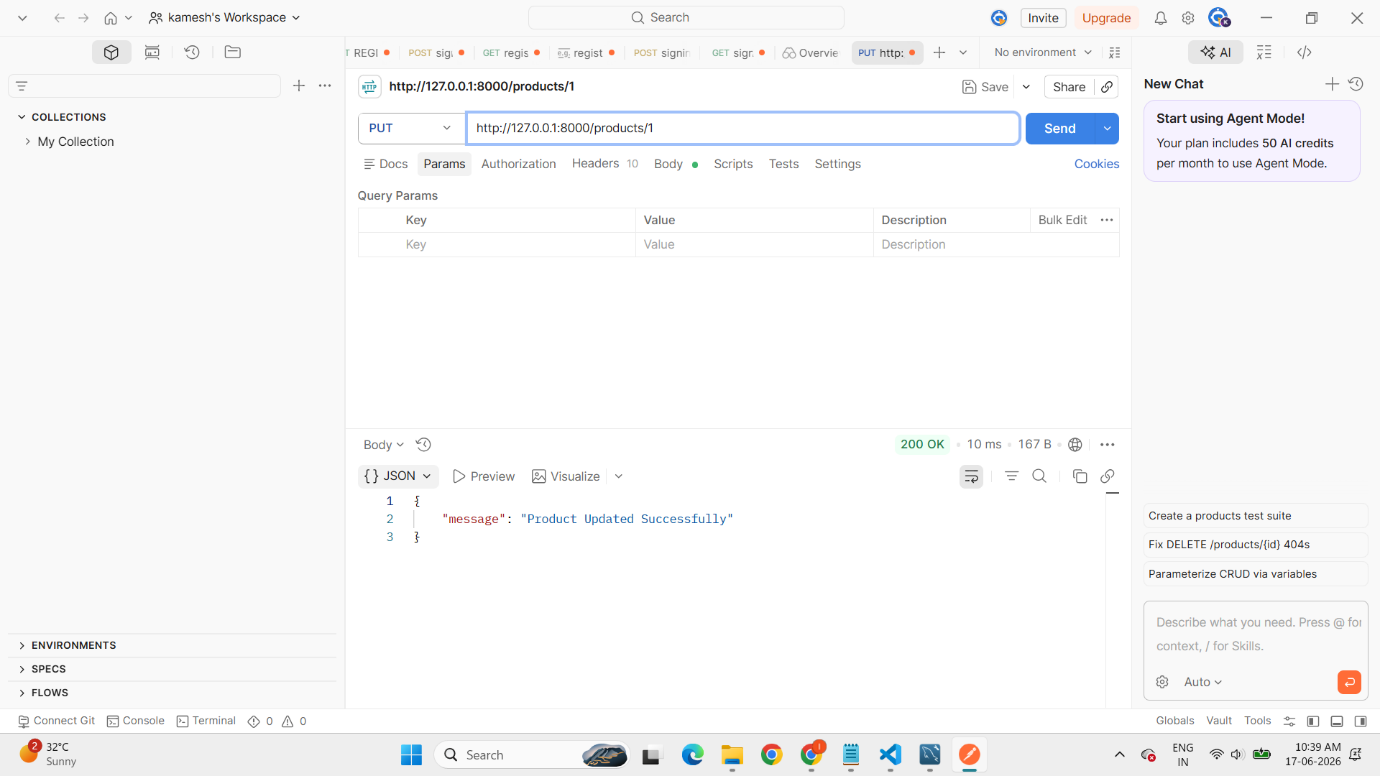 kamesh's Workspace
Search
Invite
Upgrade
REGI
POST
GET regis
regist
POST signin
GET
Overvie
PUT http:
No environment
AI
COLLECTIONS
My Collection
HTTP
http://127.0.0.1:8000/products/1
Save
Share
PUT
http://127.0.0.1:8000/products/1
Send
Docs
Params
Authorization
Headers 10
Body
Scripts
Tests
Settings
Cookies
Query Params
Key
Value
Description
Bulk Edit
Key
Value
Description
New Chat
Start using Agent Mode!
Your plan includes 50 AI credits
per month to use Agent Mode.
Body
200 OK
10 ms
167 B
{ } JSON
Preview
Visualize
1 {
2 "message": "Product Updated Successfully"
3 }
Create a products test suite
Fix DELETE /products/{id} 404s
Parameterize CRUD via variables
Describe what you need. Press @ for
context, / for Skills.
Auto
ENVIRONMENTS
SPECS
FLOWS
Connect Git
Console
Terminal
0
0
Globals
Vault
Tools
2
32°C
Sunny
Search
ENG
IN
10:39 AM
17-06-2026